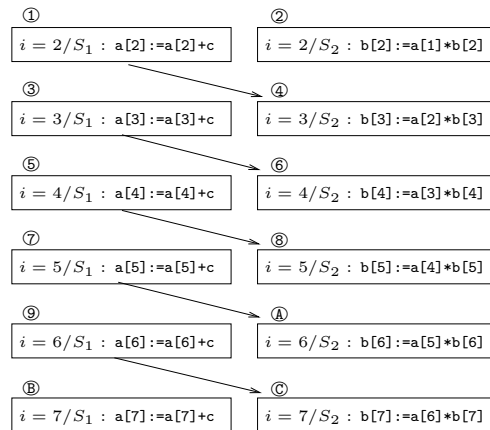 ① ②
i = 2/S₁ : a[2]:=a[2]+c i = 2/S₂ : b[2]:=a[1]*b[2]
③ ④
i = 3/S₁ : a[3]:=a[3]+c i = 3/S₂ : b[3]:=a[2]*b[3]
⑤ ⑥
i = 4/S₁ : a[4]:=a[4]+c i = 4/S₂ : b[4]:=a[3]*b[4]
⑦ ⑧
i = 5/S₁ : a[5]:=a[5]+c i = 5/S₂ : b[5]:=a[4]*b[5]
⑨ Ⓐ
i = 6/S₁ : a[6]:=a[6]+c i = 6/S₂ : b[6]:=a[5]*b[6]
Ⓑ Ⓒ
i = 7/S₁ : a[7]:=a[7]+c i = 7/S₂ : b[7]:=a[6]*b[7]